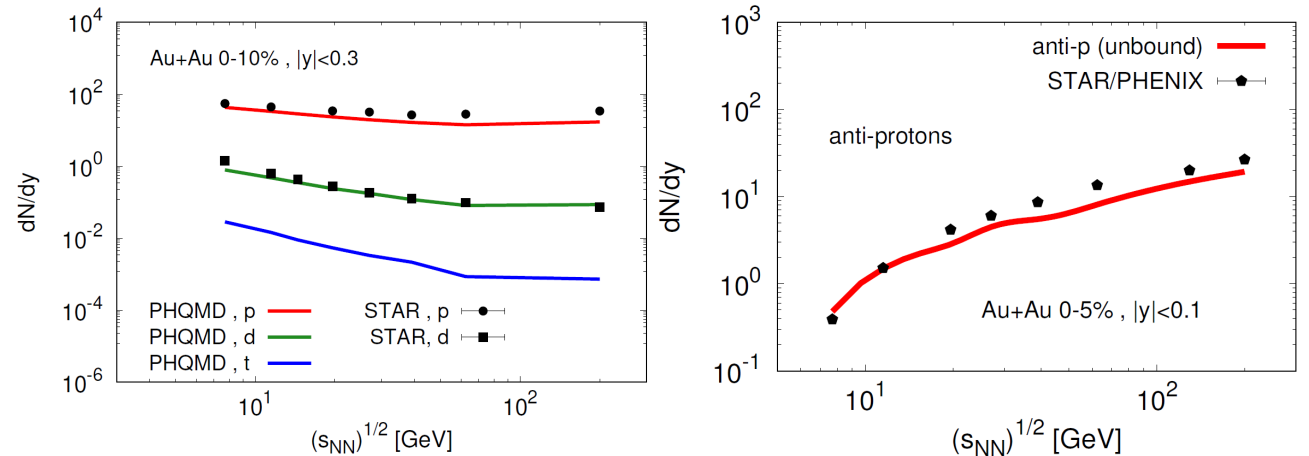 10^4
10^2
10^0
10^-2
10^-4
10^-6
dN/dy
Au+Au 0-10% , |y|<0.3
PHQMD , p
PHQMD , d
PHQMD , t
STAR , p
STAR, d
10^1
10^2
(s_NN)^1/2 [GeV]
10^3
10^2
10^1
10^0
10^-1
dN/dy
anti-p (unbound)
STAR/PHENIX
anti-protons
Au+Au 0-5% , |y|<0.1
10^1
10^2
(s_NN)^1/2 [GeV]